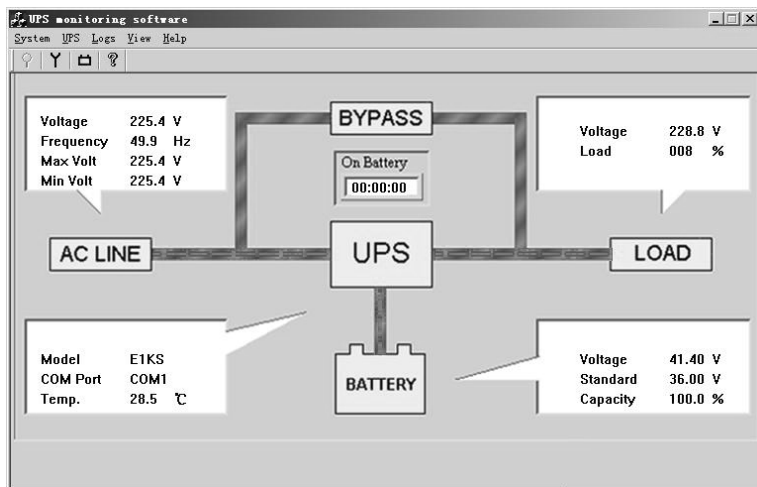 UPS monitoring software
System UPS Logs View Help
Voltage 225.4 V
Frequency 49.9 Hz
Max Volt 225.4 V
Min Volt 225.4 V
BYPASS
On Battery
00:00:00
Voltage 228.8 V
Load 008 %
AC LINE
UPS
LOAD
Model E1KS
COM Port COM1
Temp. 28.5 ℃
BATTERY
Voltage 41.40 V
Standard 36.00 V
Capacity 100.0 %